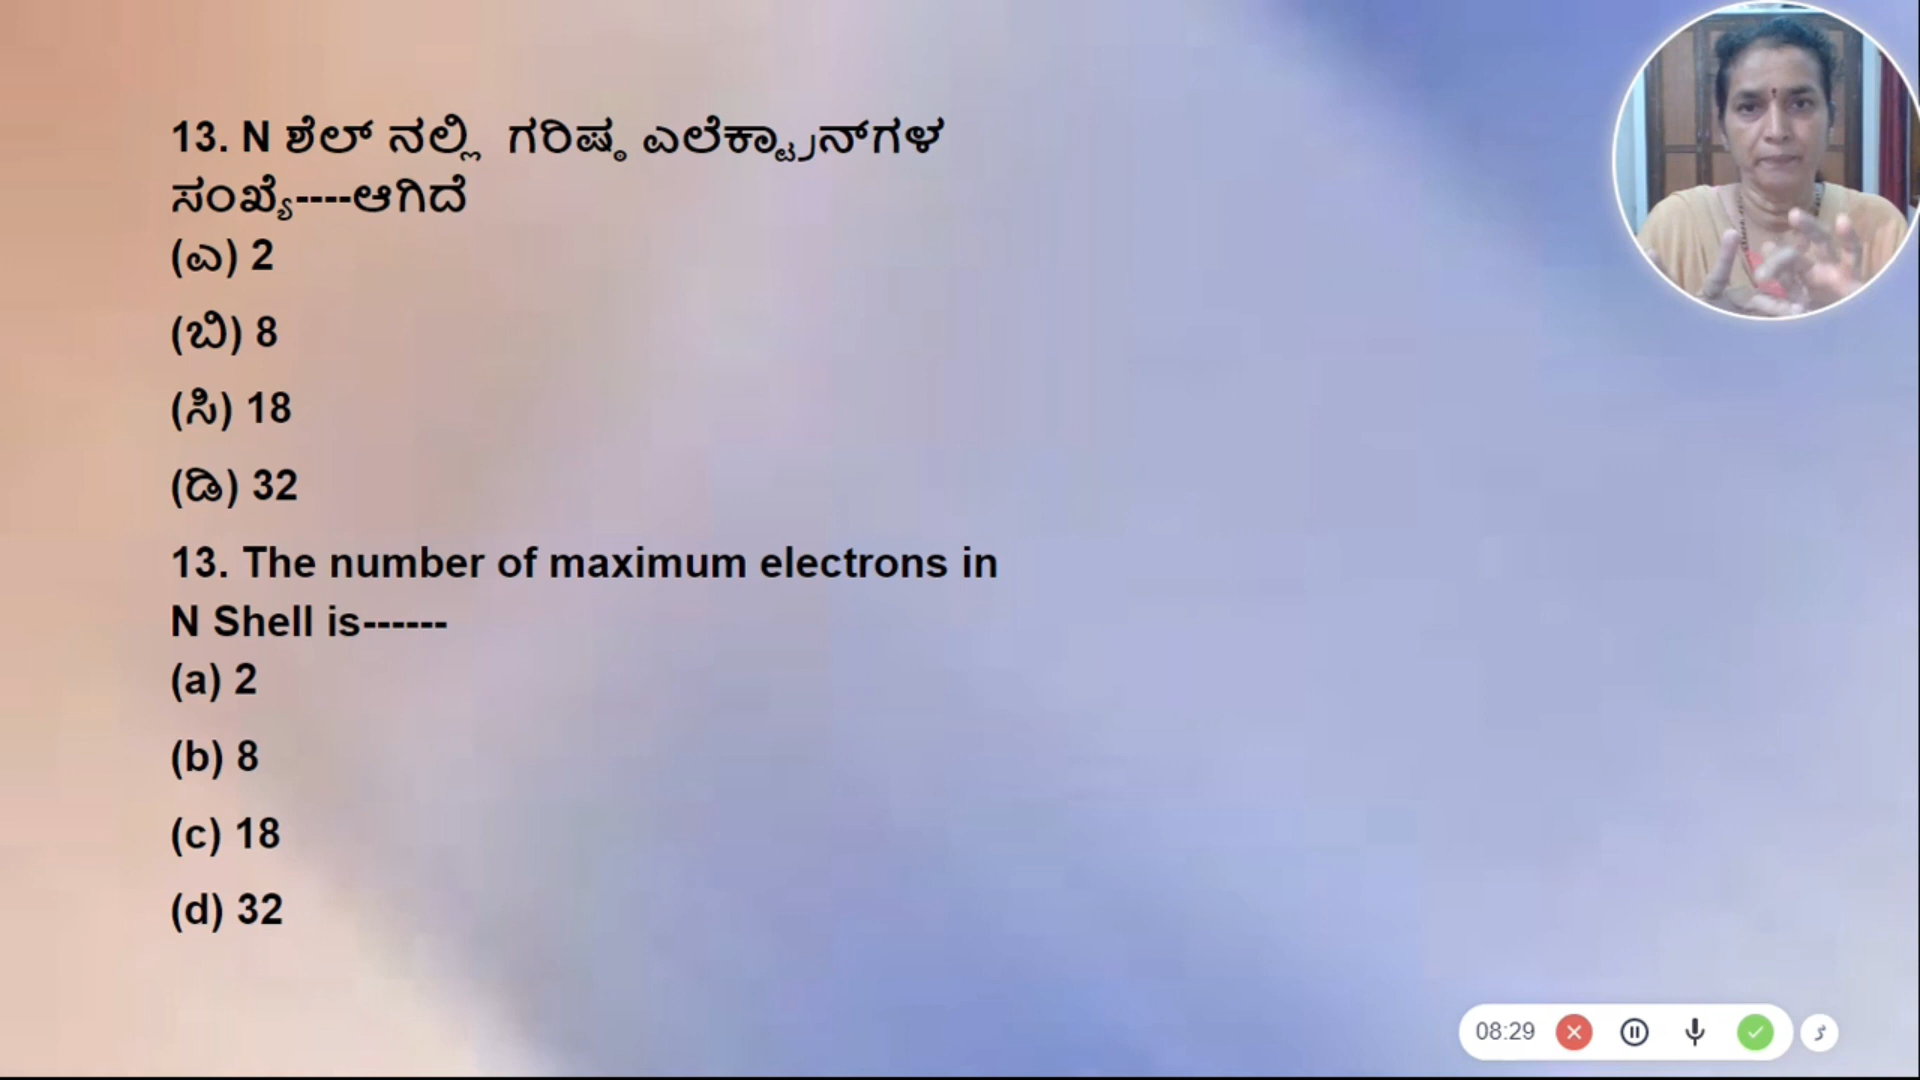 13. N ಶೆಲ್ ನಲ್ಲಿ ಗರಿಷ್ಠ ಎಲೆಕ್ಟ್ರಾನ್‌ಗಳ
ಸಂಖ್ಯೆ----ಆಗಿದೆ
(ಎ) 2
(ಬಿ) 8
(ಸಿ) 18
(ಡಿ) 32
13. The number of maximum electrons in
N Shell is------
(a) 2
(b) 8
(c) 18
(d) 32
08:29